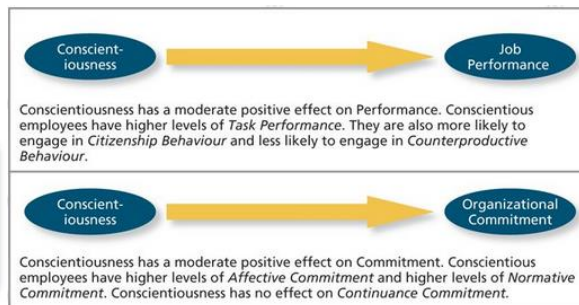 Conscient-
iousness
Job
Performance
Conscientiousness has a moderate positive effect on Performance. Conscientious
employees have higher levels of Task Performance. They are also more likely to
engage in Citizenship Behaviour and less likely to engage in Counterproductive
Behaviour.
Conscient-
iousness
Organizational
Commitment
Conscientiousness has a moderate positive effect on Commitment. Conscientious
employees have higher levels of Affective Commitment and higher levels of Normative
Commitment. Conscientiousness has no effect on Continuance Commitment.